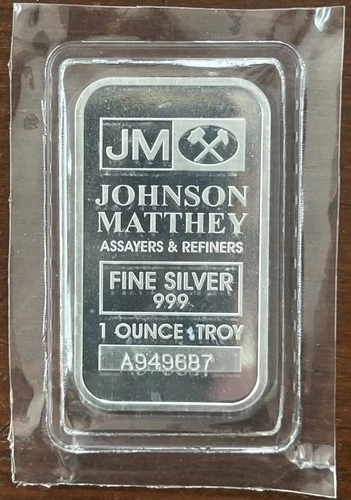 JM
JOHNSON
MATTHEY
ASSAYERS & REFINERS
FINE SILVER
999
1 OUNCE TROY
A949687